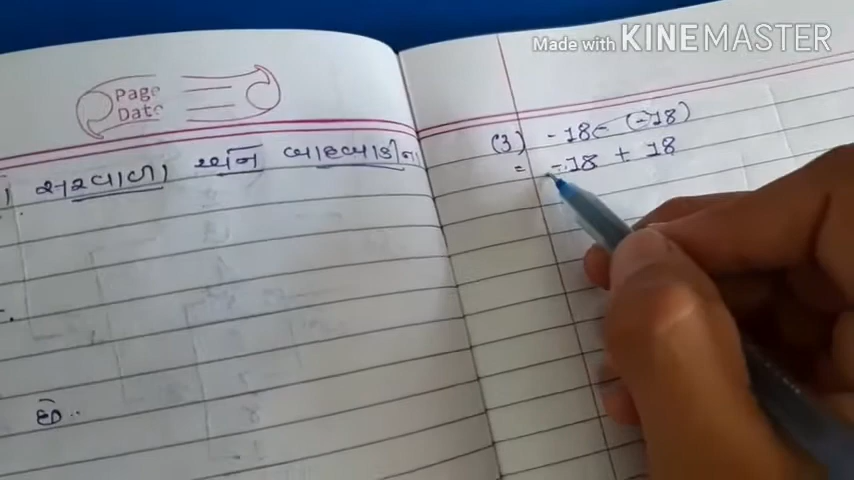 Made with KINEMASTER
Page
Date
સરવાળા અને બાદબાકીના
છે.
(3) - 18 - (-18)
= - 18 + 18